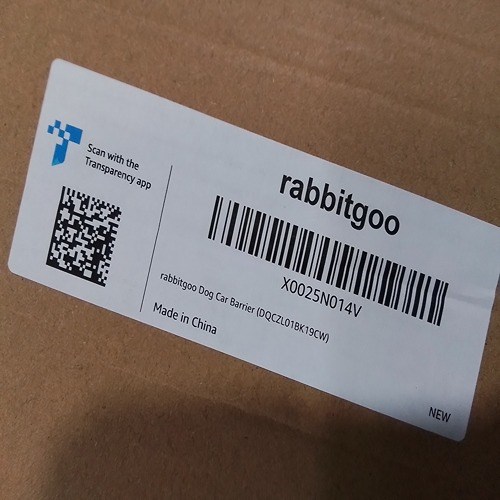 Scan with the
Transparency app
rabbitgoo
X0025N014V
rabbitgoo Dog Car Barrier (DQCZL01BK19CW)
Made in China
NEW